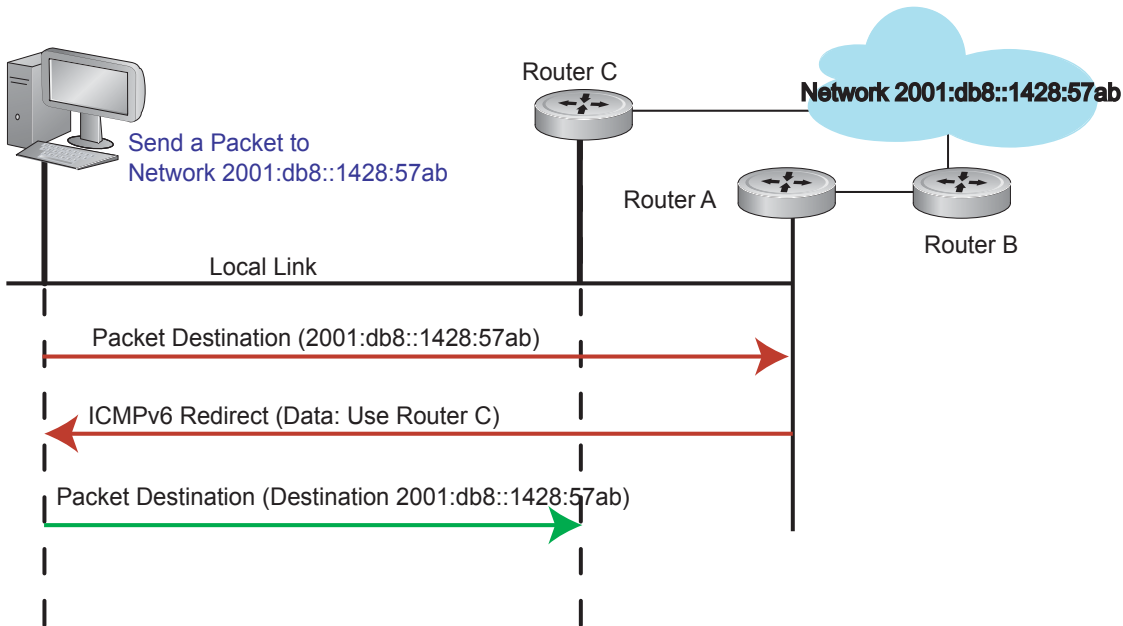 Router C
Network 2001:db8::1428:57ab
Send a Packet to
Network 2001:db8::1428:57ab
Router A
Router B
Local Link
Packet Destination (2001:db8::1428:57ab)
ICMPv6 Redirect (Data: Use Router C)
Packet Destination (Destination 2001:db8::1428:57ab)